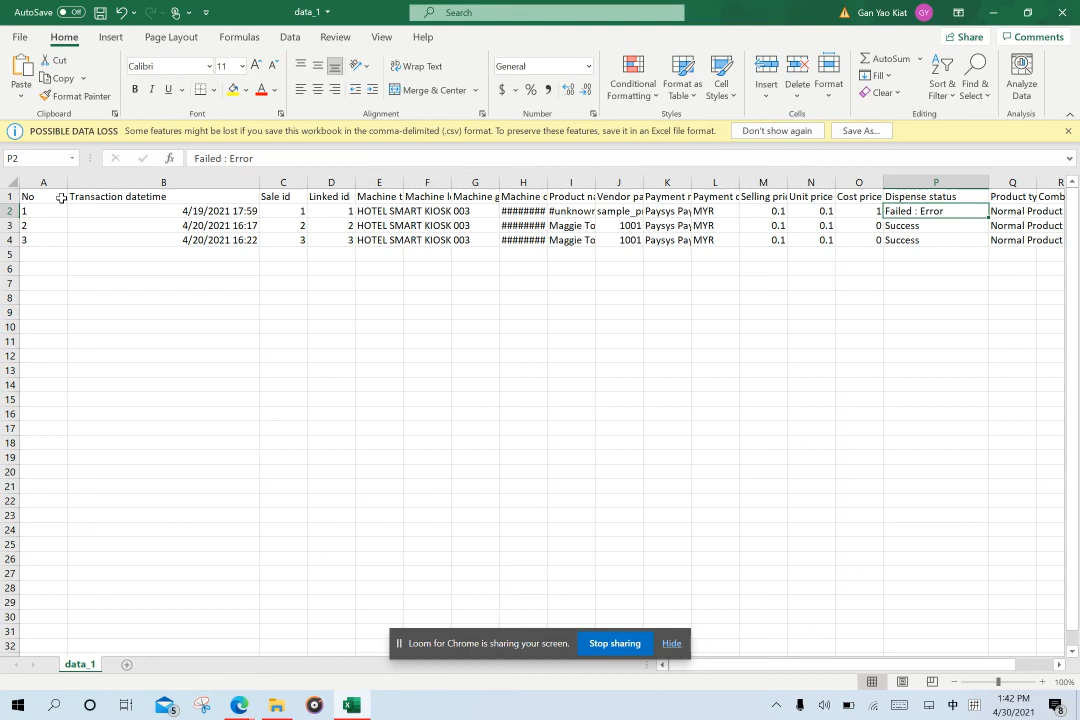 AutoSave Off data_1 Search Gan Yao Kiat GY
File Home Insert Page Layout Formulas Data Review View Help Share Comments
Paste Cut Copy Format Painter Clipboard
Calibri 11 A A B I U A Font
Wrap Text Merge & Center Alignment
General $ % Number
Conditional Formatting Format as Table Cell Styles Styles
Insert Delete Format Cells
AutoSum Fill Clear Sort & Filter Find & Select Editing
Analyze Data Analysis
POSSIBLE DATA LOSS Some features might be lost if you save this workbook in the comma-delimited (.csv) format. To preserve these features, save it in an Excel file format. Don't show again Save As...
P2 fx Failed : Error
A B C D E F G H I J K L M N O P Q R
1 No Transaction datetime Sale id Linked id Machine t Machine l Machine g Machine c Product na Vendor pa Payment r Payment c Selling pri Unit price Cost price Dispense status Product ty Comb
2 1 4/19/2021 17:59 1 1 HOTEL SMART KIOSK 003 ######## #unknown sample_p Paysys Pay MYR 0.1 0.1 1 Failed : Error Normal Product
3 2 4/20/2021 16:17 2 2 HOTEL SMART KIOSK 003 ######## Maggie To 1001 Paysys Pay MYR 0.1 0.1 0 Success Normal Product
4 3 4/20/2021 16:22 3 3 HOTEL SMART KIOSK 003 ######## Maggie To 1001 Paysys Pay MYR 0.1 0.1 0 Success Normal Product
5
6
7
8
9
10
11
12
13
14
15
16
17
18
19
20
21
22
23
24
25
26
27
28
29
30
31
32
Loom for Chrome is sharing your screen. Stop sharing Hide
data_1
100%
5 中 拼 1:42 PM
4/30/2021 8